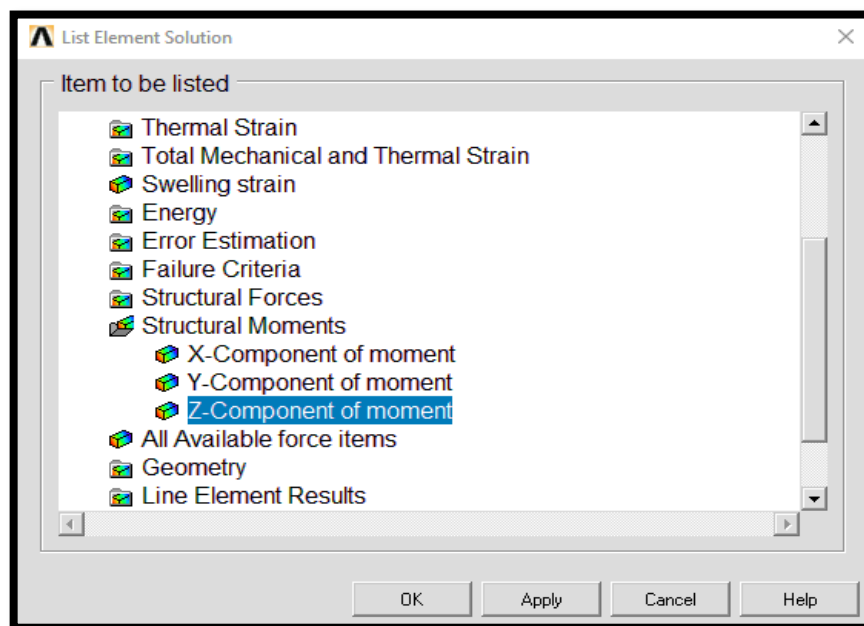 List Element Solution
Item to be listed
Thermal Strain
Total Mechanical and Thermal Strain
Swelling strain
Energy
Error Estimation
Failure Criteria
Structural Forces
Structural Moments
X-Component of moment
Y-Component of moment
Z-Component of moment
All Available force items
Geometry
Line Element Results
OK Apply Cancel Help